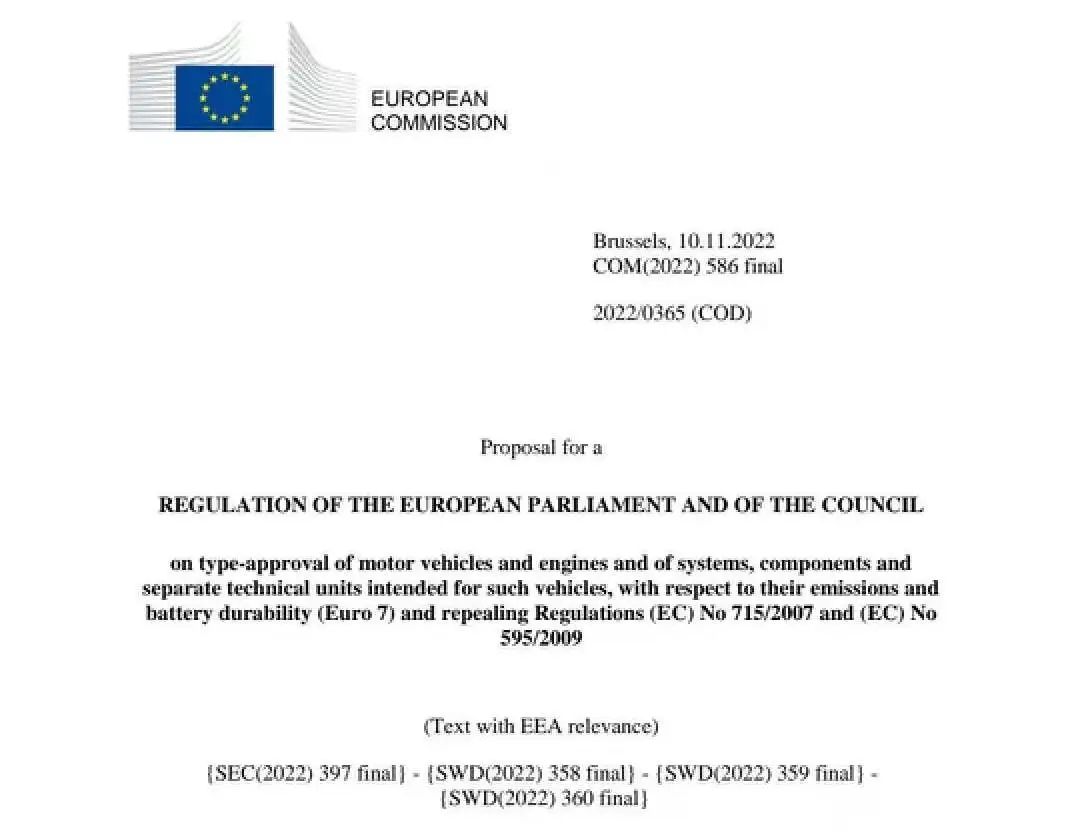 EUROPEAN
COMMISSION
Brussels, 10.11.2022
COM(2022) 586 final
2022/0365 (COD)
Proposal for a
REGULATION OF THE EUROPEAN PARLIAMENT AND OF THE COUNCIL
on type-approval of motor vehicles and engines and of systems, components and
separate technical units intended for such vehicles, with respect to their emissions and
battery durability (Euro 7) and repealing Regulations (EC) No 715/2007 and (EC) No
595/2009
(Text with EEA relevance)
{SEC(2022) 397 final} - {SWD(2022) 358 final} - {SWD(2022) 359 final} -
{SWD(2022) 360 final}